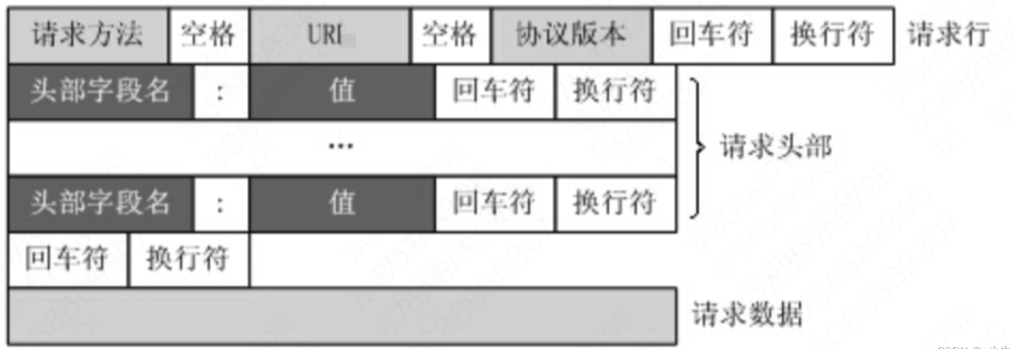 请求方法 空格 URI 空格 协议版本 回车符 换行符 请求行
头部字段名 : 值 回车符 换行符
… 请求头部
头部字段名 : 值 回车符 换行符
回车符 换行符
请求数据